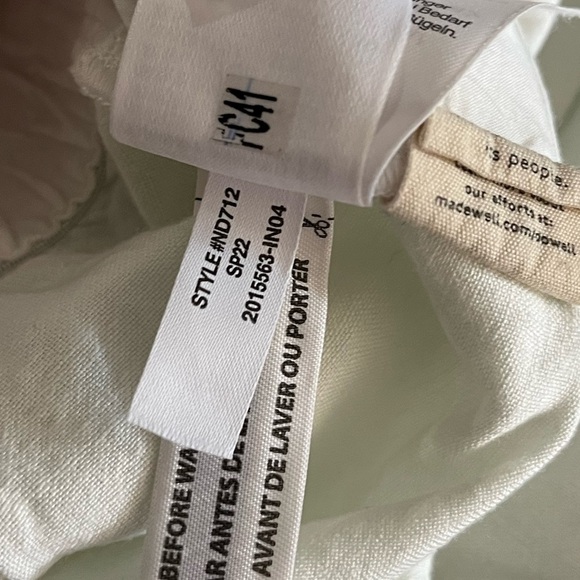 Bedarf
ügeln.
C41
STYLE #ND712
SP22
2015563-IN04
's people.
our efforts at:
madewell.com/dowell
BEFORE WA
AR ANTES DE
AVANT DE LAVER OU PORTER